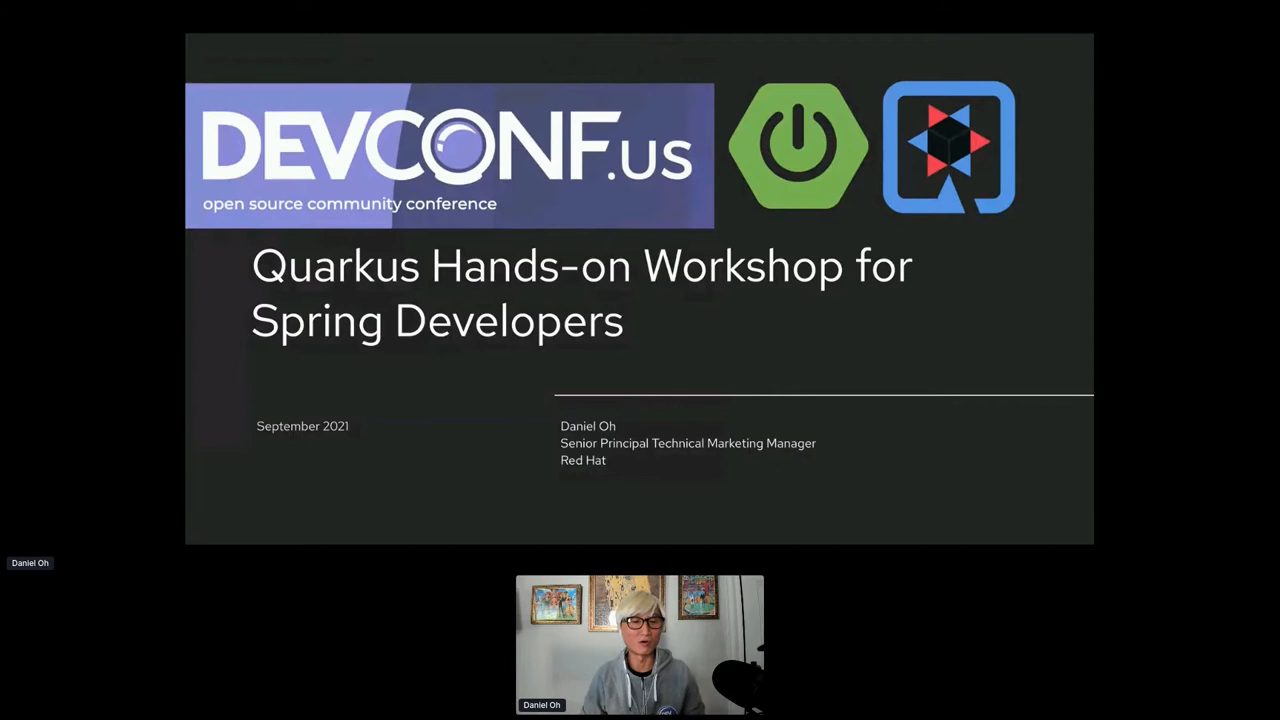 DEVCONF.us
open source community conference
Quarkus Hands-on Workshop for
Spring Developers
September 2021
Daniel Oh
Senior Principal Technical Marketing Manager
Red Hat
Daniel Oh
Daniel Oh